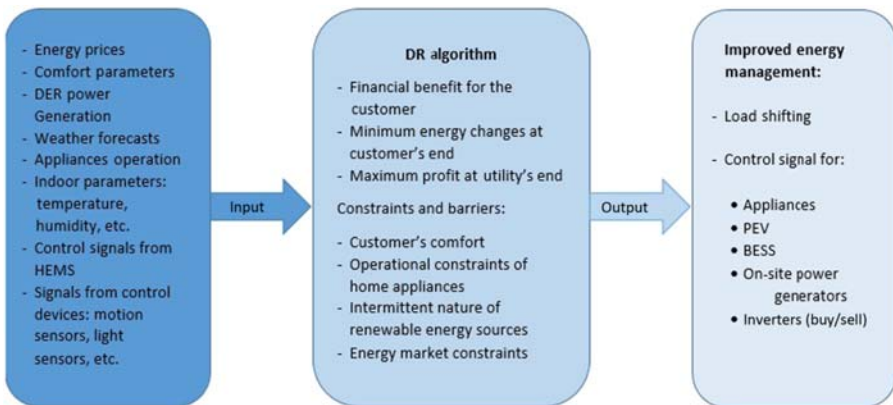 - Energy prices
- Comfort parameters
- DER power
Generation
- Weather forecasts
- Appliances operation
- Indoor parameters:
temperature,
humidity, etc.
- Control signals from
HEMS
- Signals from control
devices: motion
sensors, light
sensors, etc.
Input
DR algorithm
- Financial benefit for the
customer
- Minimum energy changes at
customer's end
- Maximum profit at utility's end
Constraints and barriers:
- Customer's comfort
- Operational constraints of
home appliances
- Intermittent nature of
renewable energy sources
- Energy market constraints
Output
Improved energy
management:
- Load shifting
- Control signal for:
• Appliances
• PEV
• BESS
• On-site power
generators
• Inverters (buy/sell)